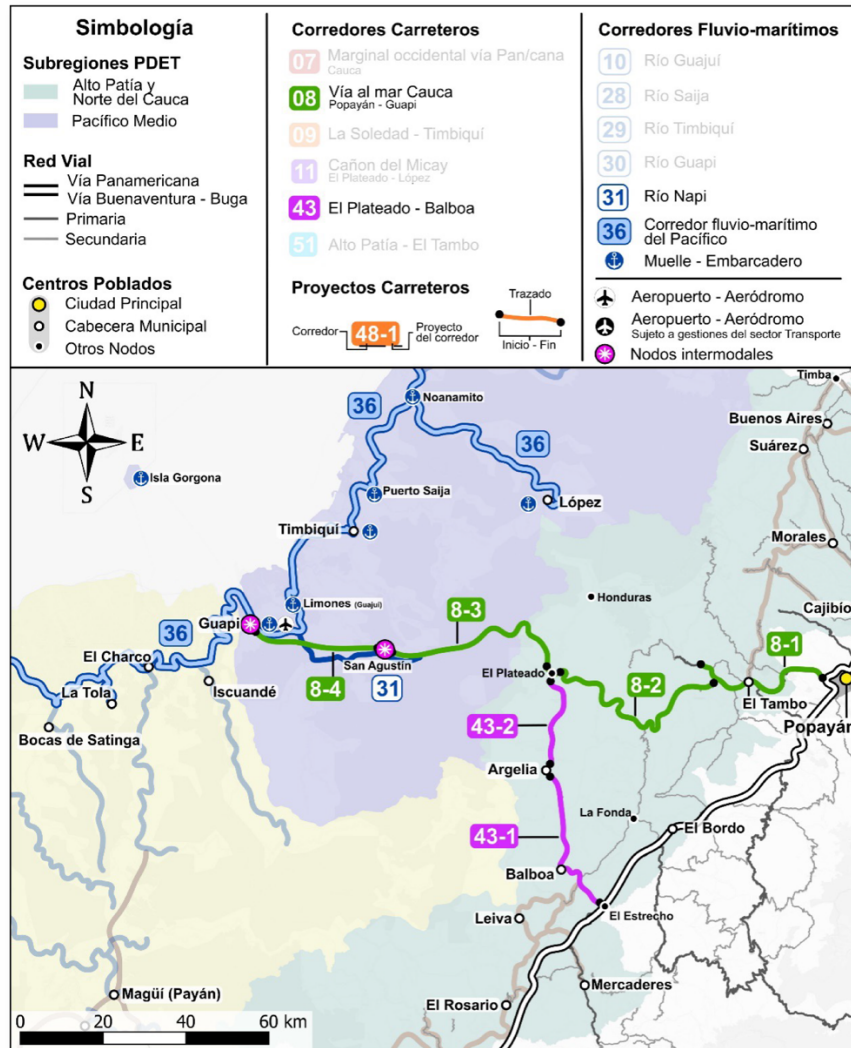 Simbología
Subregiones PDET
Alto Patía y
Norte del Cauca
Pacífico Medio
Red Vial
Vía Panamericana
Vía Buenaventura - Buga
Primaria
Secundaria
Centros Poblados
Ciudad Principal
Cabecera Municipal
Otros Nodos
Corredores Carreteros
07 Marginal occidental vía Pan/cana
Cauca
08 Vía al mar Cauca
Popayán - Guapi
09 La Soledad - Timbiquí
11 Cañon del Micay
El Plateado - López
43 El Plateado - Balboa
51 Alto Patía - El Tambo
Proyectos Carreteros
Corredor
48-1
Proyecto
del corredor
Trazado
Inicio - Fin
Corredores Fluvio-marítimos
10 Río Guajuí
28 Río Saija
29 Río Timbiquí
30 Río Guapi
31 Río Napi
36 Corredor fluvio-marítimo
del Pacífico
Muelle - Embarcadero
Aeropuerto - Aeródromo
Aeropuerto - Aeródromo
Sujeto a gestiones del sector Transporte
Nodos intermodales
N
W E
S
Isla Gorgona
36
Noanamito
36
Timba
Buenos Aires
Suárez
Puerto Saija
López
Timbiquí
Morales
Honduras
Cajibío
Limones (Guajuí)
Guapi
8-3
8-1
36
El Charco
San Agustín
El Plateado
8-2
La Tola
Iscuandé
8-4
31
El Tambo
Popayán
Bocas de Satinga
43-2
Argelia
La Fonda
43-1
El Bordo
Balboa
Leiva
El Estrecho
Magüí (Payán)
El Rosario
Mercaderes
0 20 40 60 km